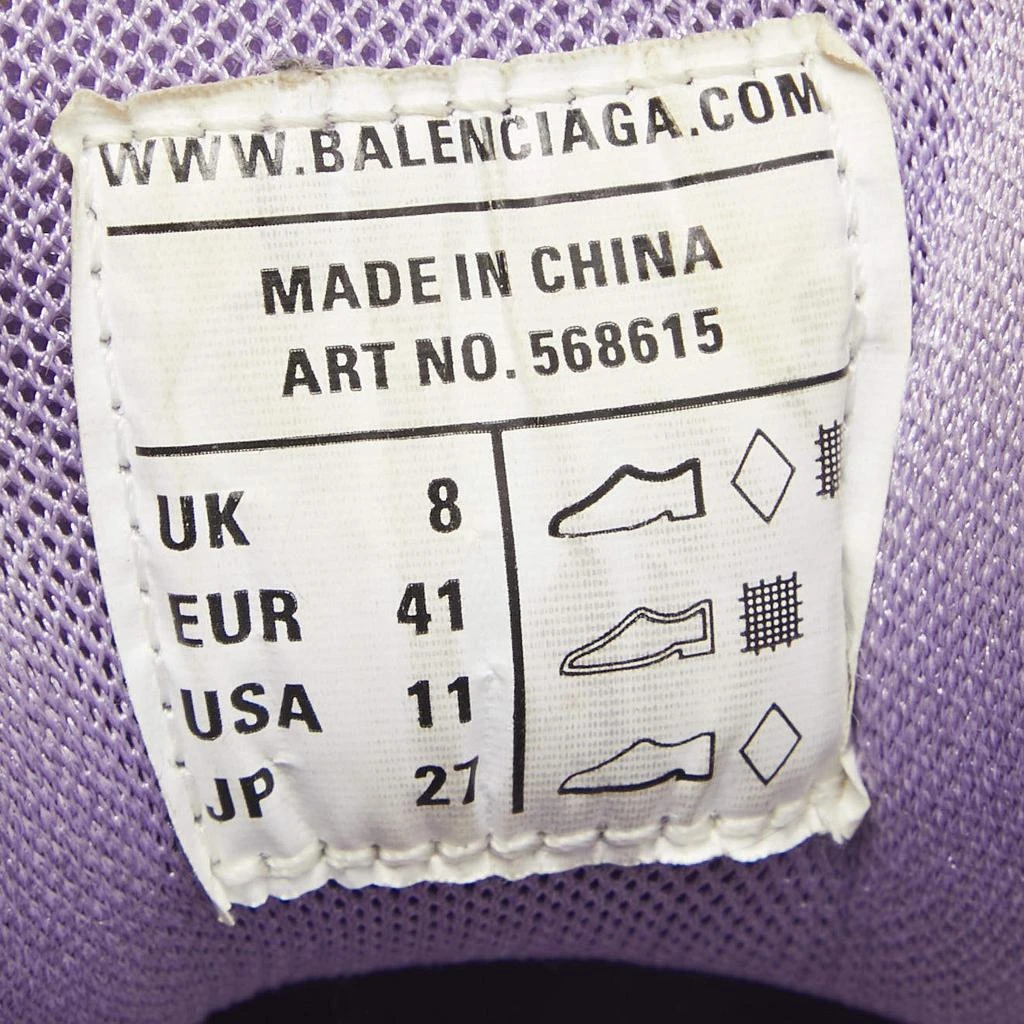 WWW.BALENCIAGA.COM
MADE IN CHINA
ART NO. 568615
UK 8
EUR 41
USA 11
JP 27